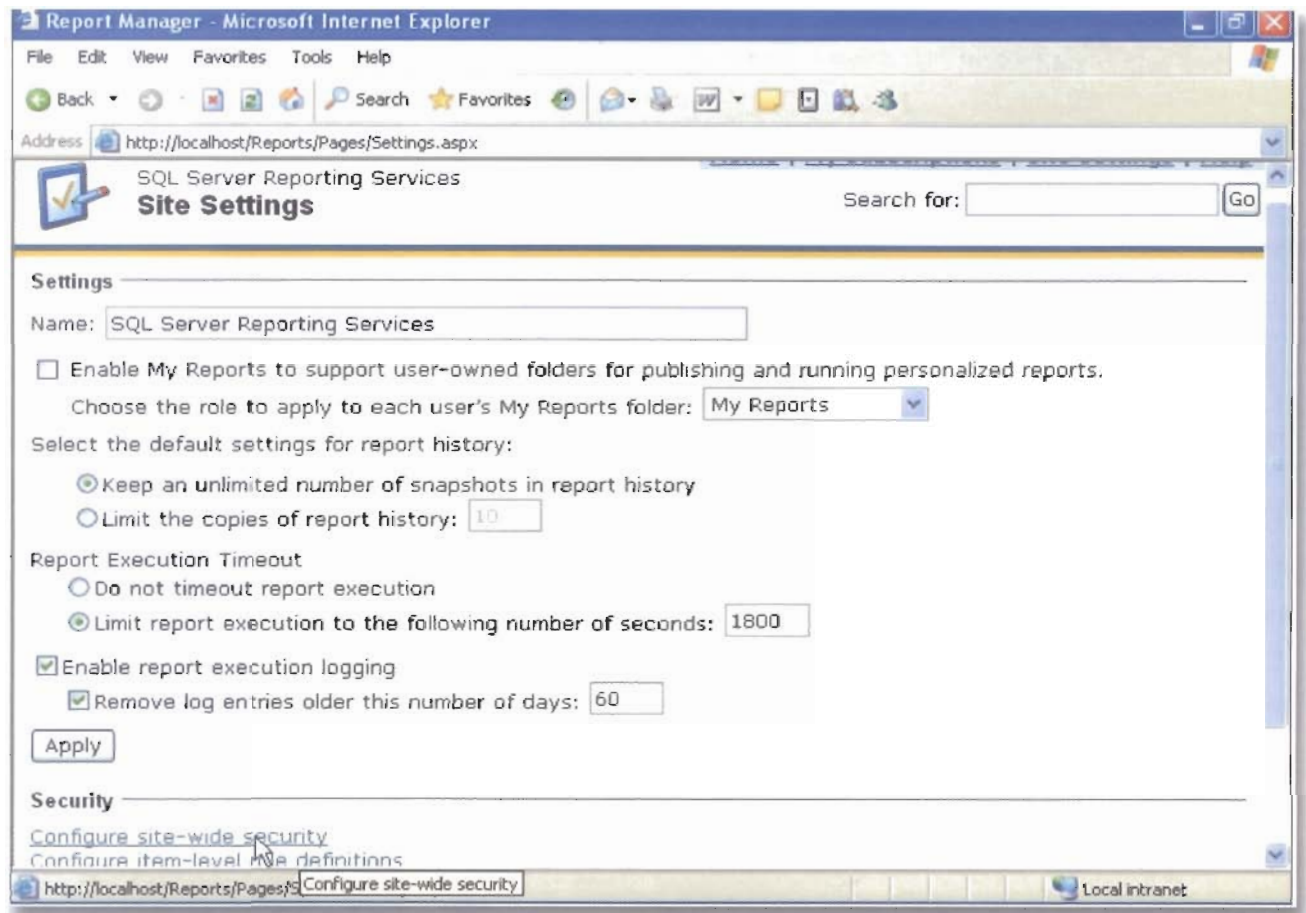 Report Manager - Microsoft Internet Explorer
File Edit View Favorites Tools Help
Back Search Favorites
Address http://localhost/Reports/Pages/Settings.aspx
SQL Server Reporting Services
Site Settings
Search for: Go
Settings
Name: SQL Server Reporting Services
Enable My Reports to support user-owned folders for publishing and running personalized reports.
Choose the role to apply to each user's My Reports folder: My Reports
Select the default settings for report history:
Keep an unlimited number of snapshots in report history
Limit the copies of report history: 10
Report Execution Timeout
Do not timeout report execution
Limit report execution to the following number of seconds: 1800
Enable report execution logging
Remove log entries older this number of days: 60
Apply
Security
Configure site-wide security
Configure item-level role definitions
http://localhost/Reports/Pages/S Configure site-wide security Local intranet